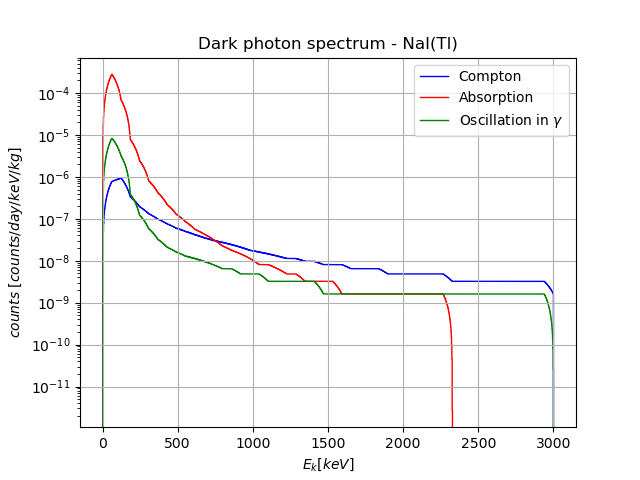 Dark photon spectrum - NaI(Tl)
Compton
Absorption
Oscillation in γ
10⁻⁴
10⁻⁵
10⁻⁶
10⁻⁷
10⁻⁸
10⁻⁹
10⁻¹⁰
10⁻¹¹
counts [counts/day/keV/kg]
0 500 1000 1500 2000 2500 3000
E_k[keV]